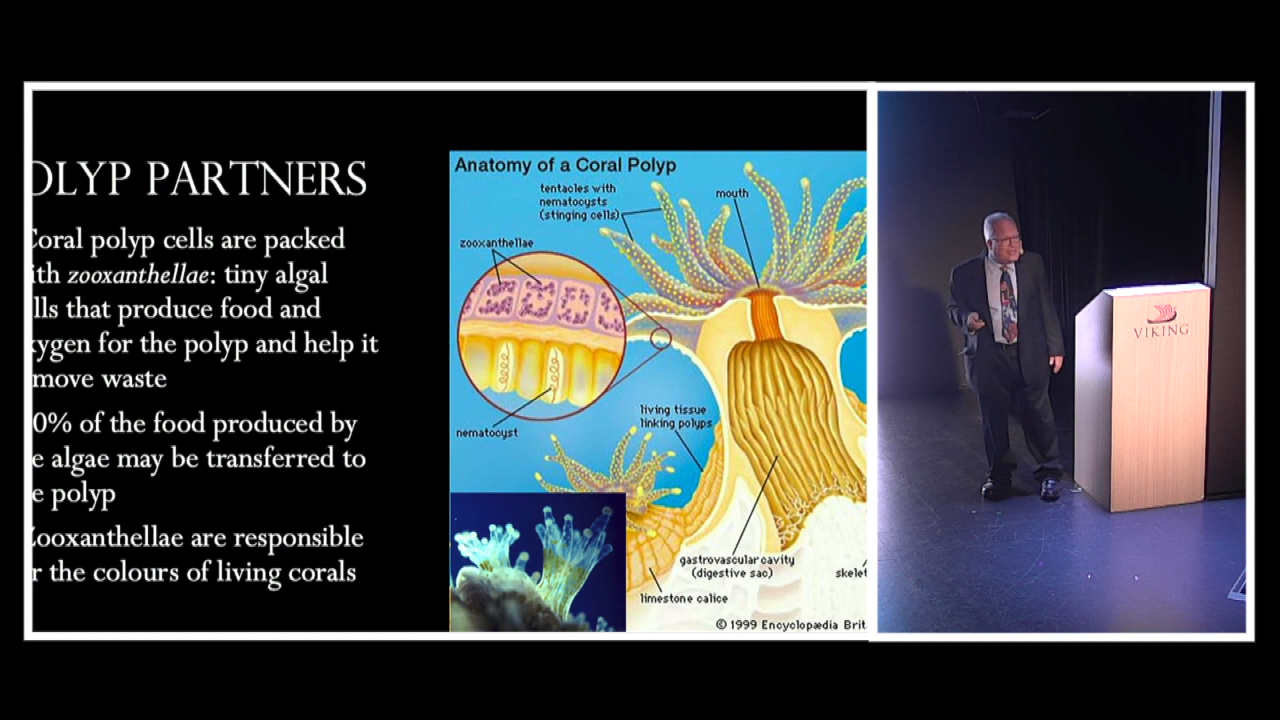 OLYP PARTNERS
Coral polyp cells are packed
ith zooxanthellae: tiny algal
lls that produce food and
xygen for the polyp and help it
move waste
0% of the food produced by
e algae may be transferred to
e polyp
Zooxanthellae are responsible
r the colours of living corals
Anatomy of a Coral Polyp
tentacles with
nematocysts
(stinging cells)
mouth
zooxanthellae
nematocyst
living tissue
linking polyps
gastrovascular cavity
(digestive sac)
skelet
limestone calice
© 1999 Encyclopædia Brit
VIKING